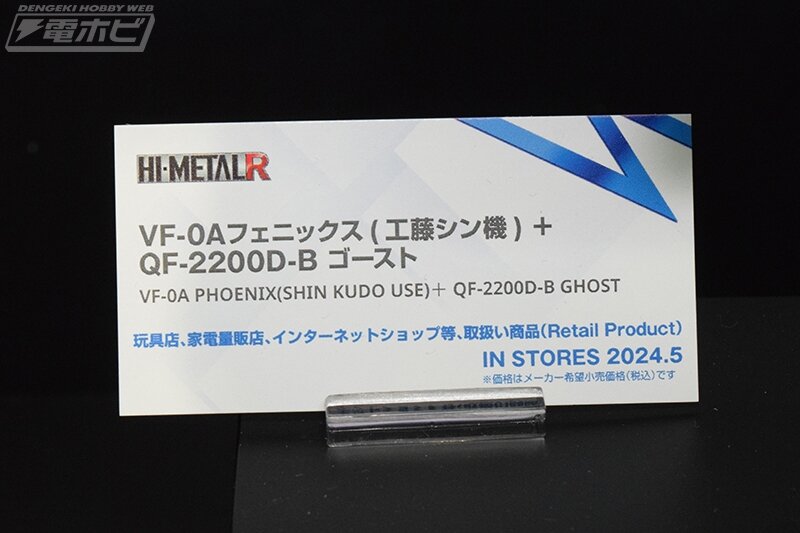 DENGEKI HOBBY WEB
電ホビ
HI-METAL R
VF-0Aフェニックス(工藤シン機)＋
QF-2200D-B ゴースト
VF-0A PHOENIX(SHIN KUDO USE)＋ QF-2200D-B GHOST
玩具店、家電量販店、インターネットショップ等、取扱い商品(Retail Product)
IN STORES 2024.5
※価格はメーカー希望小売価格(税込)です